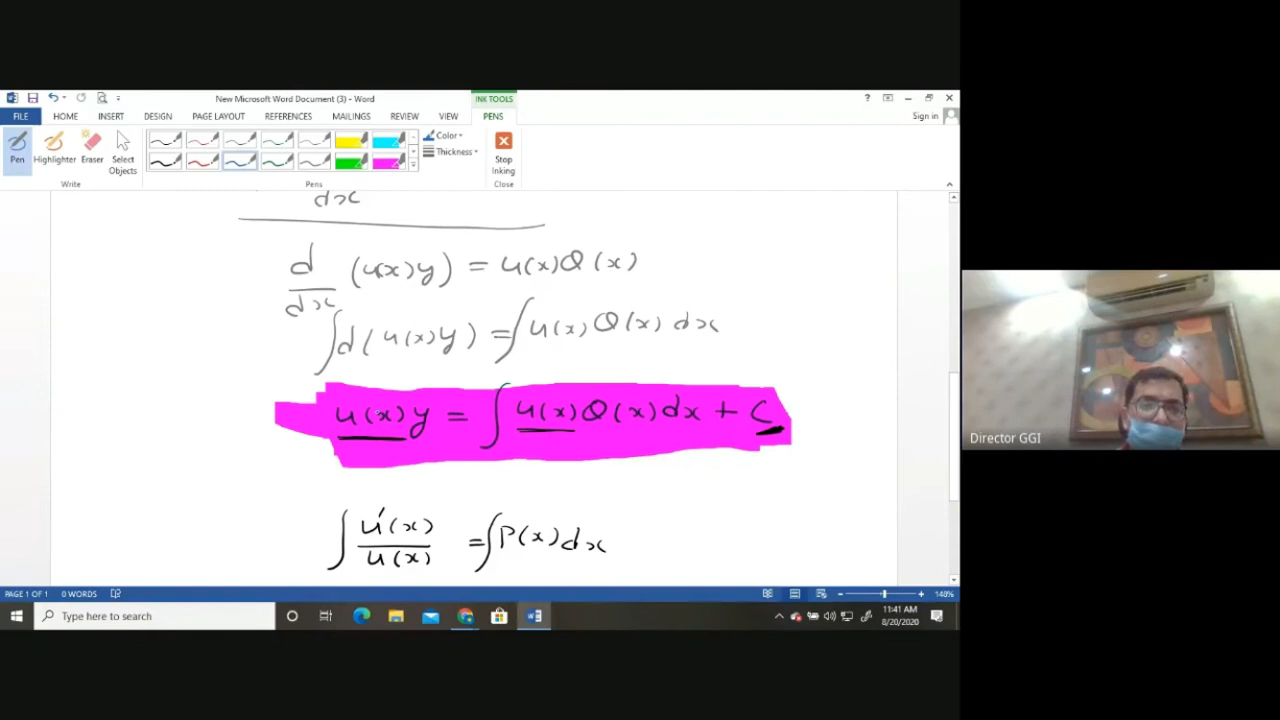 New Microsoft Word Document (3) - Word
INK TOOLS
? 
FILE HOME INSERT DESIGN PAGE LAYOUT REFERENCES MAILINGS REVIEW VIEW PENS
Sign in
Pen Highlighter Eraser Select Objects
Color
Thickness
Stop Inking
Write Pens Close
dx
d/dx (u(x)y) = u(x)Q(x)
∫d(u(x)y) = ∫u(x)Q(x) dx
u(x)y = ∫u(x)Q(x)dx + C
∫u'(x)/u(x) = ∫P(x)dx
Director GGI
PAGE 1 OF 1 0 WORDS
148%
Type here to search
11:41 AM
8/20/2020